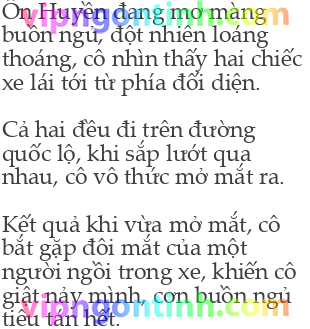 Ôn Huyền đang mơ màng
vipngontinh.com
buồn ngủ, đột nhiên loáng
thoáng, cô nhìn thấy hai chiếc
xe lái tới từ phía đối diện.
Cả hai đều đi trên đường
quốc lộ, khi sắp lướt qua
nhau, cô vô thức mở mắt ra.
Kết quả khi vừa mở mắt, cô
bắt gặp đôi mắt của một
người ngồi trong xe, khiến cô
giật nảy mình, cơn buồn ngủ
vipngontinh.com
tiêu tán hết.